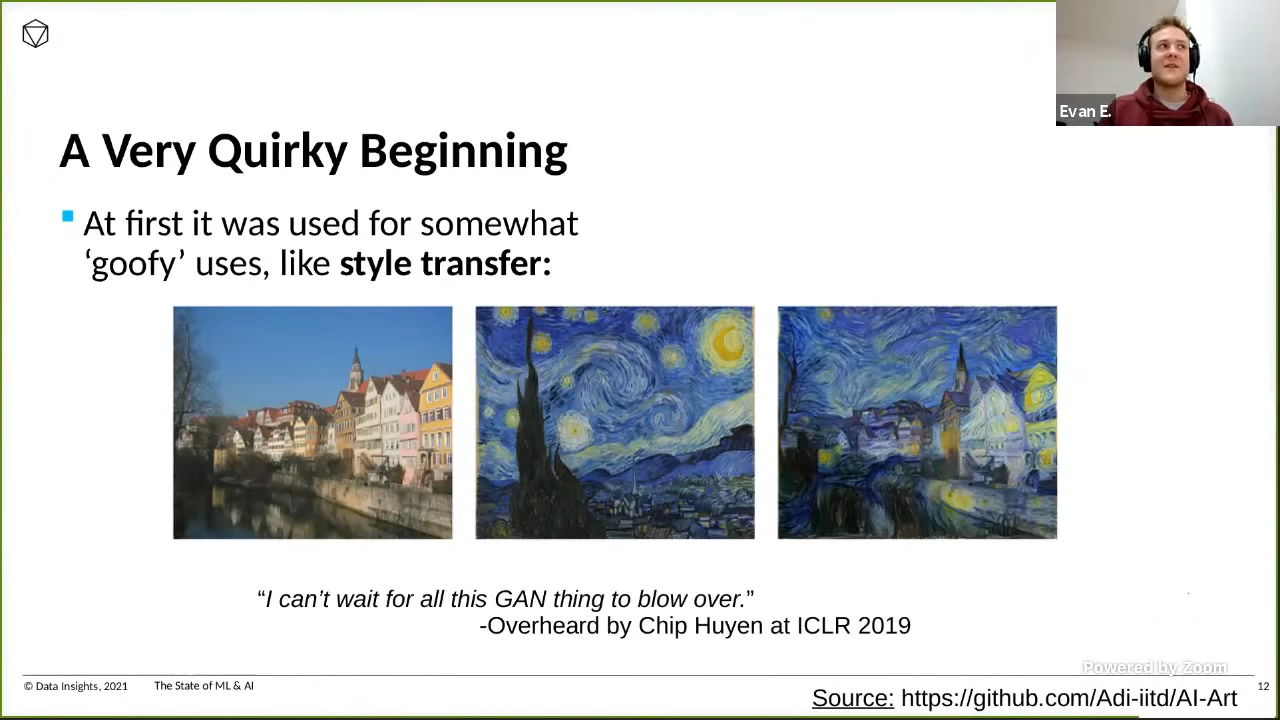 Evan E.
A Very Quirky Beginning
At first it was used for somewhat
‘goofy’ uses, like style transfer:
“I can’t wait for all this GAN thing to blow over.”
-Overheard by Chip Huyen at ICLR 2019
Powered by Zoom
© Data Insights, 2021 The State of ML & AI 12
Source: https://github.com/Adi-iitd/AI-Art